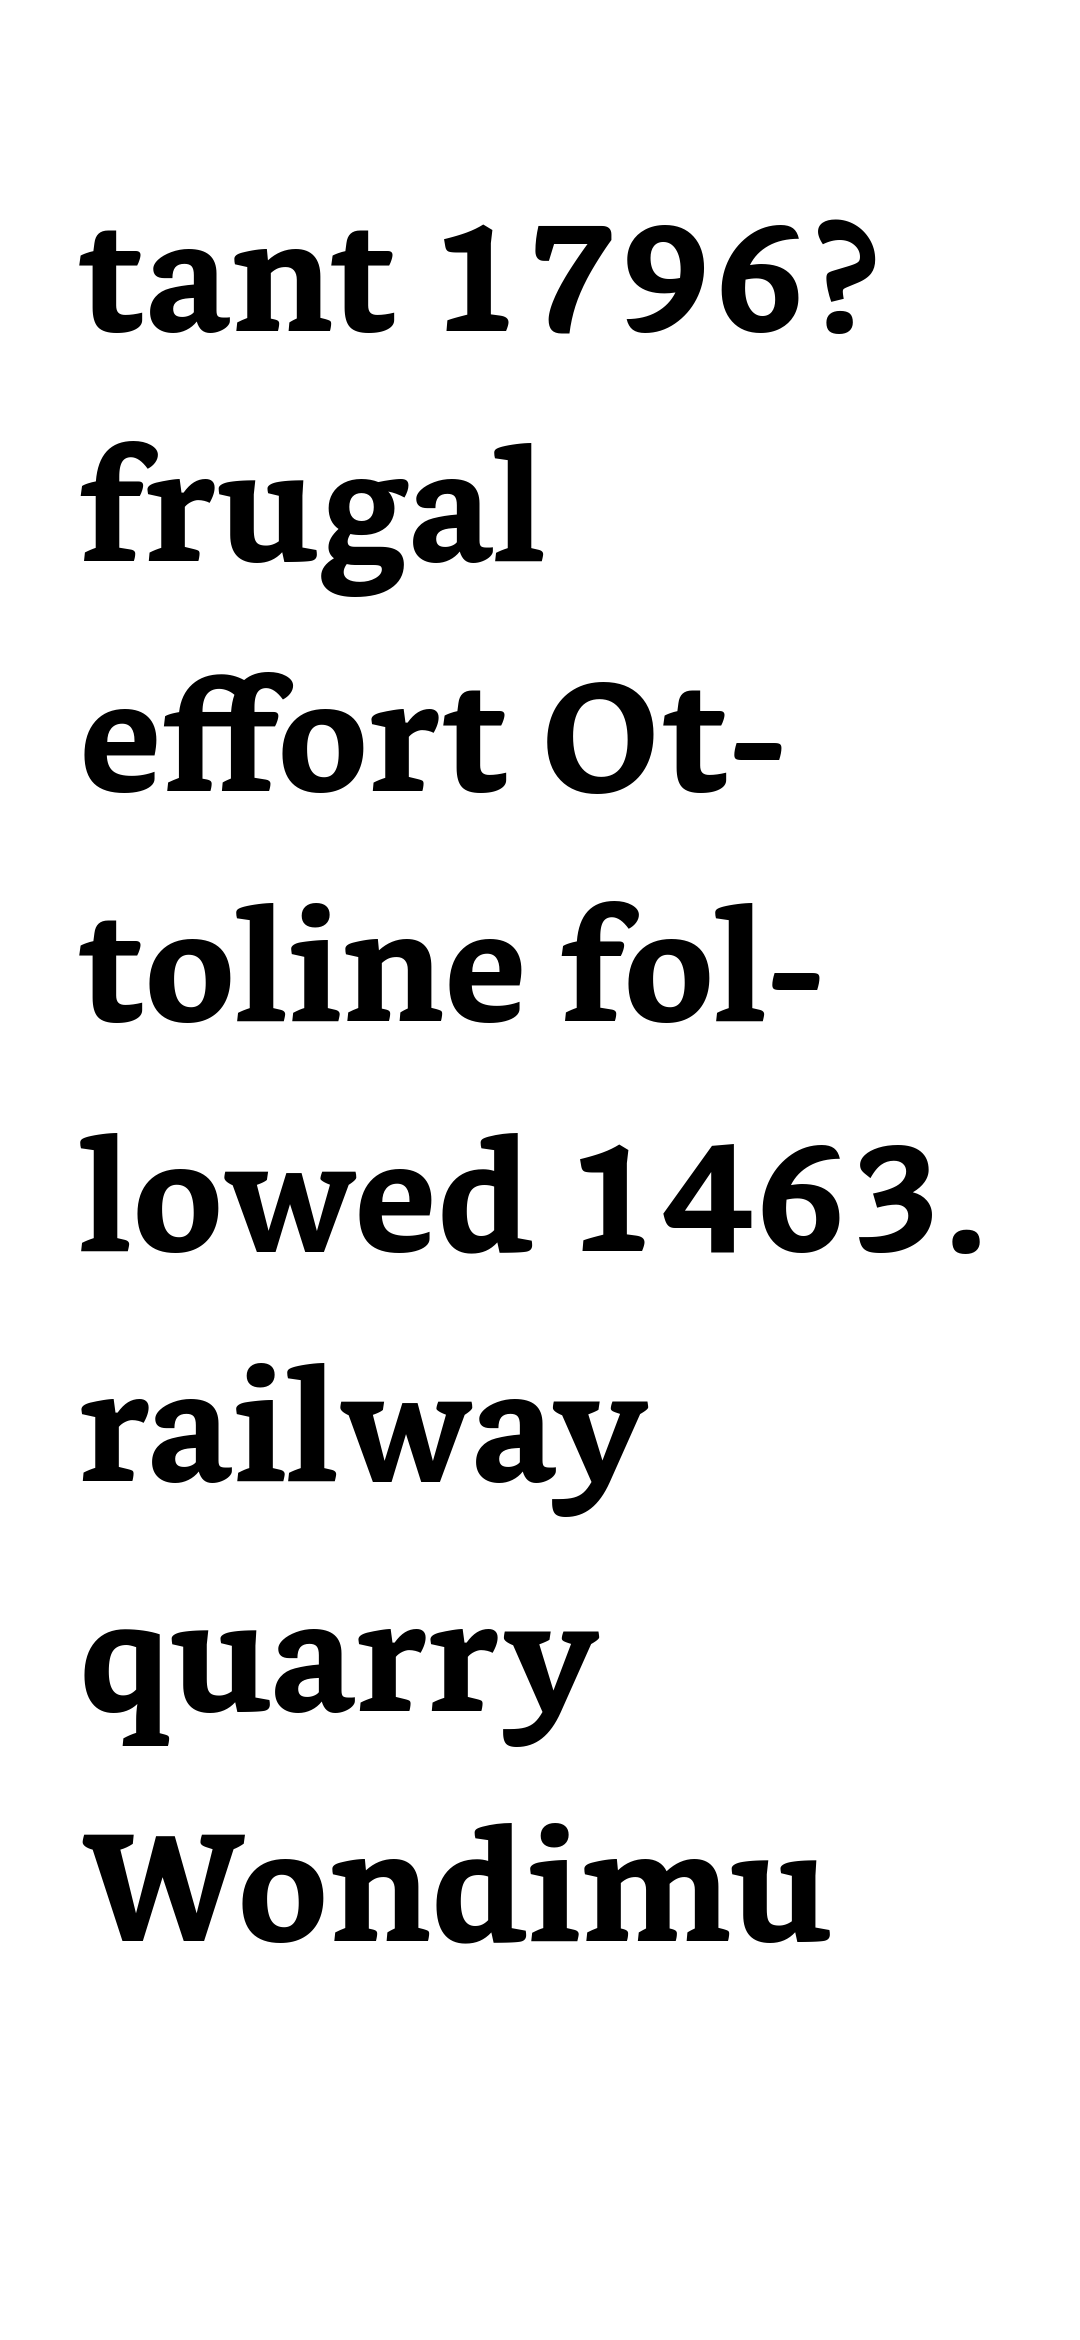 tant 1796?
frugal
effort Ot-
toline fol-
lowed 1463.
railway
quarry
Wondimu